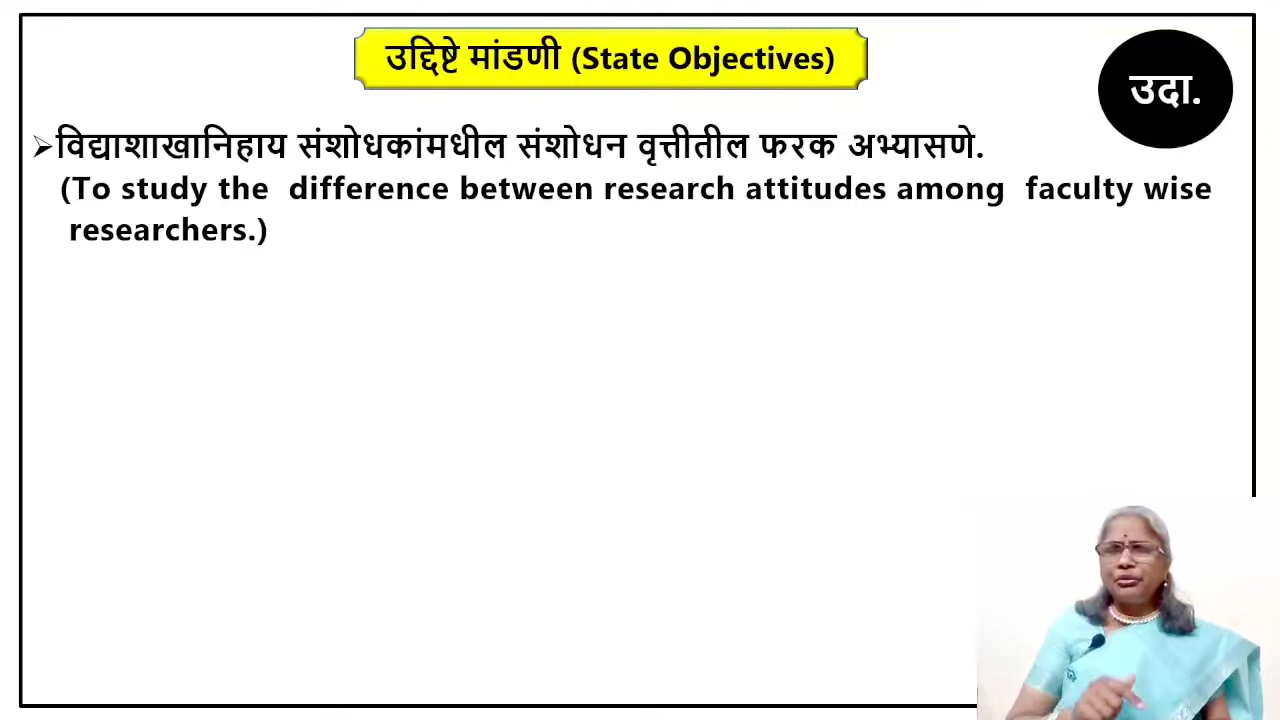 उद्दिष्टे मांडणी (State Objectives)
उदा.
➢विद्याशाखानिहाय संशोधकांमधील संशोधन वृत्तीतील फरक अभ्यासणे.
(To study the difference between research attitudes among faculty wise
researchers.)